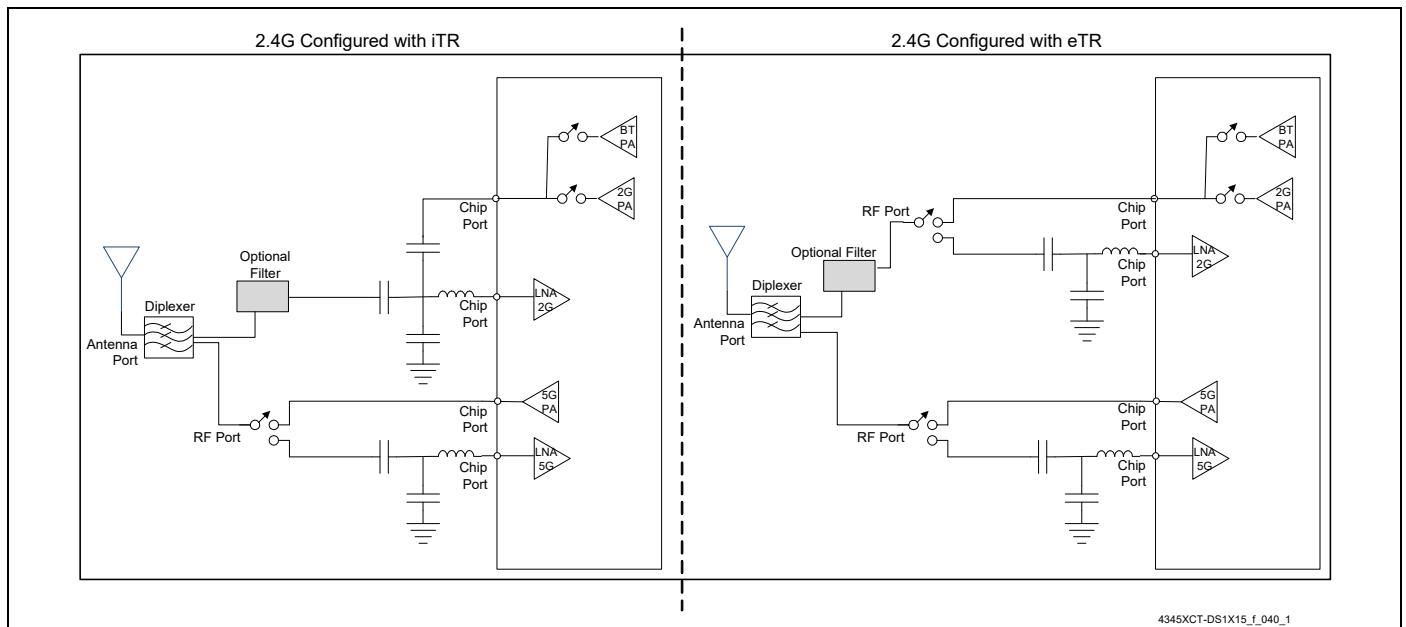 2.4G Configured with iTR
BT
PA
2G
PA
Chip
Port
Optional
Filter
LNA
2G
Chip
Port
Diplexer
Antenna
Port
5G
PA
Chip
Port
RF Port
LNA
5G
Chip
Port
2.4G Configured with eTR
BT
PA
2G
PA
RF Port
Chip
Port
Optional Filter
LNA
2G
Chip
Port
Diplexer
Antenna
Port
5G
PA
Chip
Port
RF Port
LNA
5G
Chip
Port
4345XCT-DS1X15_f_040_1